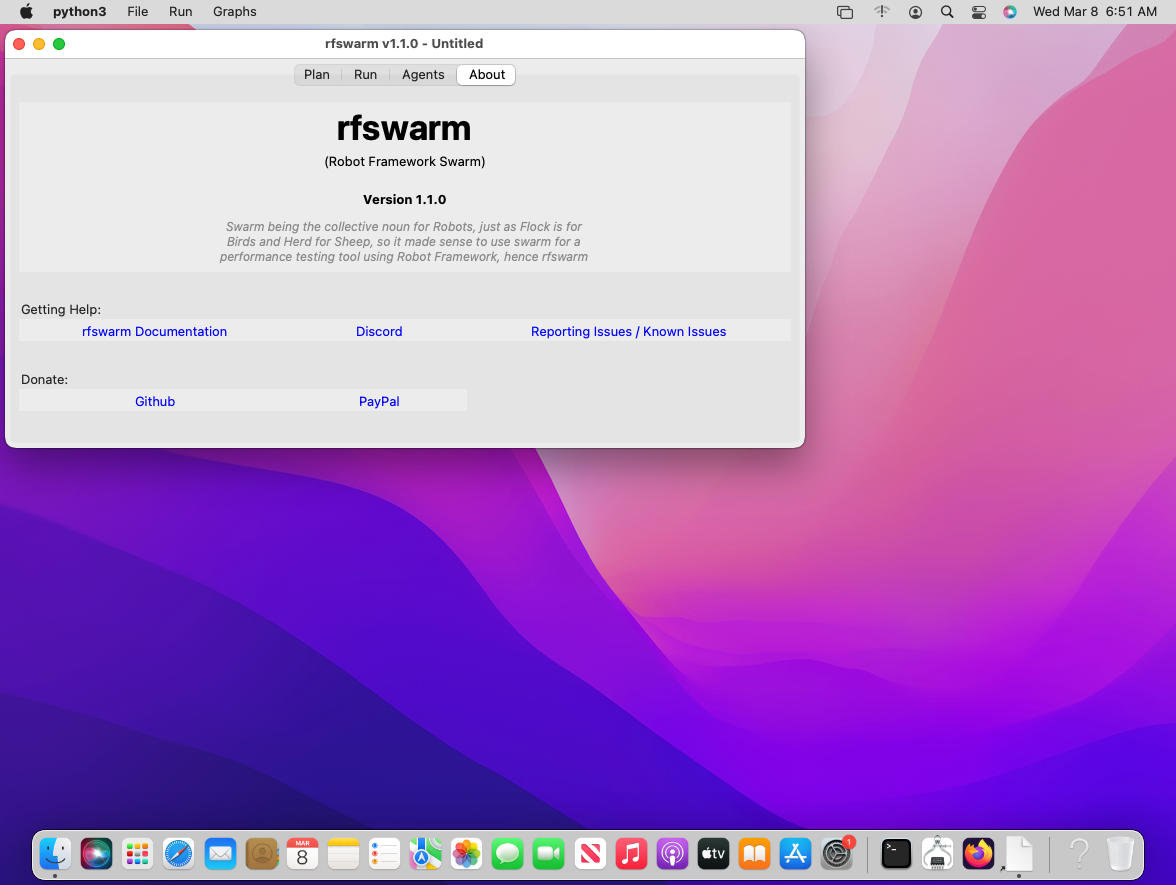 python3 File Run Graphs Wed Mar 8 6:51 AM
rfswarm v1.1.0 - Untitled
Plan Run Agents About
rfswarm
(Robot Framework Swarm)
Version 1.1.0
Swarm being the collective noun for Robots, just as Flock is for
Birds and Herd for Sheep, so it made sense to use swarm for a
performance testing tool using Robot Framework, hence rfswarm
Getting Help:
rfswarm Documentation Discord Reporting Issues / Known Issues
Donate:
Github PayPal
MAR
8
tv
1